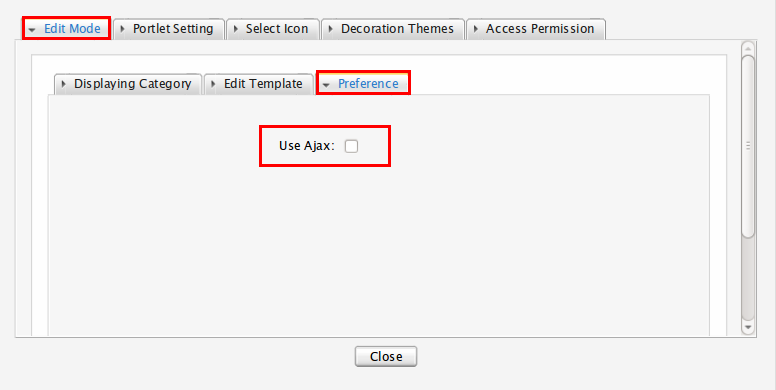 Edit Mode Portlet Setting Select Icon Decoration Themes Access Permission
Displaying Category Edit Template Preference
Use Ajax:
Close